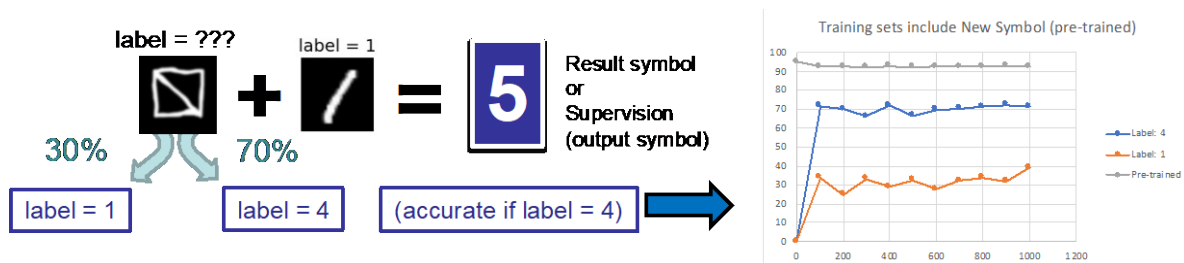 label = ???
label = 1
+
=
5
Result symbol
or
Supervision
(output symbol)
30%
70%
label = 1
label = 4
(accurate if label = 4)
Training sets include New Symbol (pre-trained)
100
90
80
70
60
50
40
30
20
10
0
0 200 400 600 800 1000 1200
Label: 4
Label: 1
Pre-trained